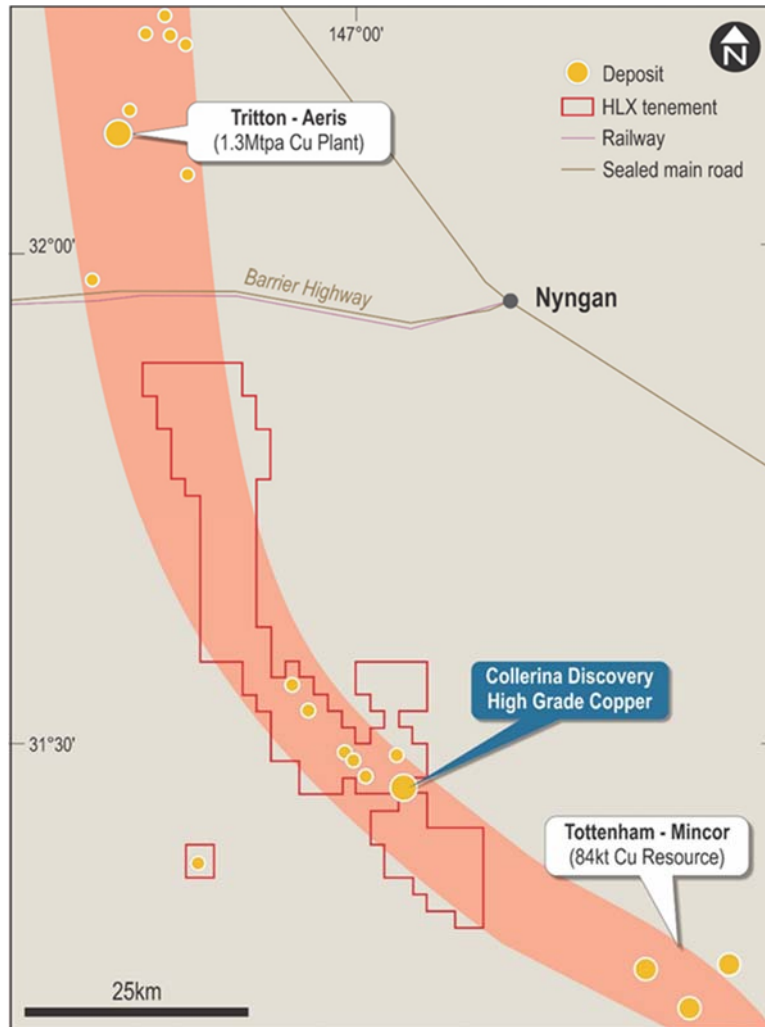 147°00'
N
Deposit
HLX tenement
Railway
Sealed main road
Tritton - Aeris
(1.3Mtpa Cu Plant)
32°00'
Barrier Highway
Nyngan
Collerina Discovery
High Grade Copper
31°30'
Tottenham - Mincor
(84kt Cu Resource)
25km